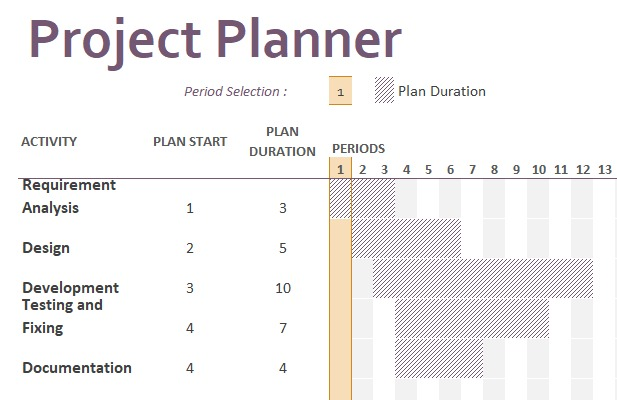 Project Planner
Period Selection : 1 Plan Duration
ACTIVITY PLAN START PLAN DURATION PERIODS
1 2 3 4 5 6 7 8 9 10 11 12 13
Requirement
Analysis 1 3
Design 2 5
Development 3 10
Testing and
Fixing 4 7
Documentation 4 4